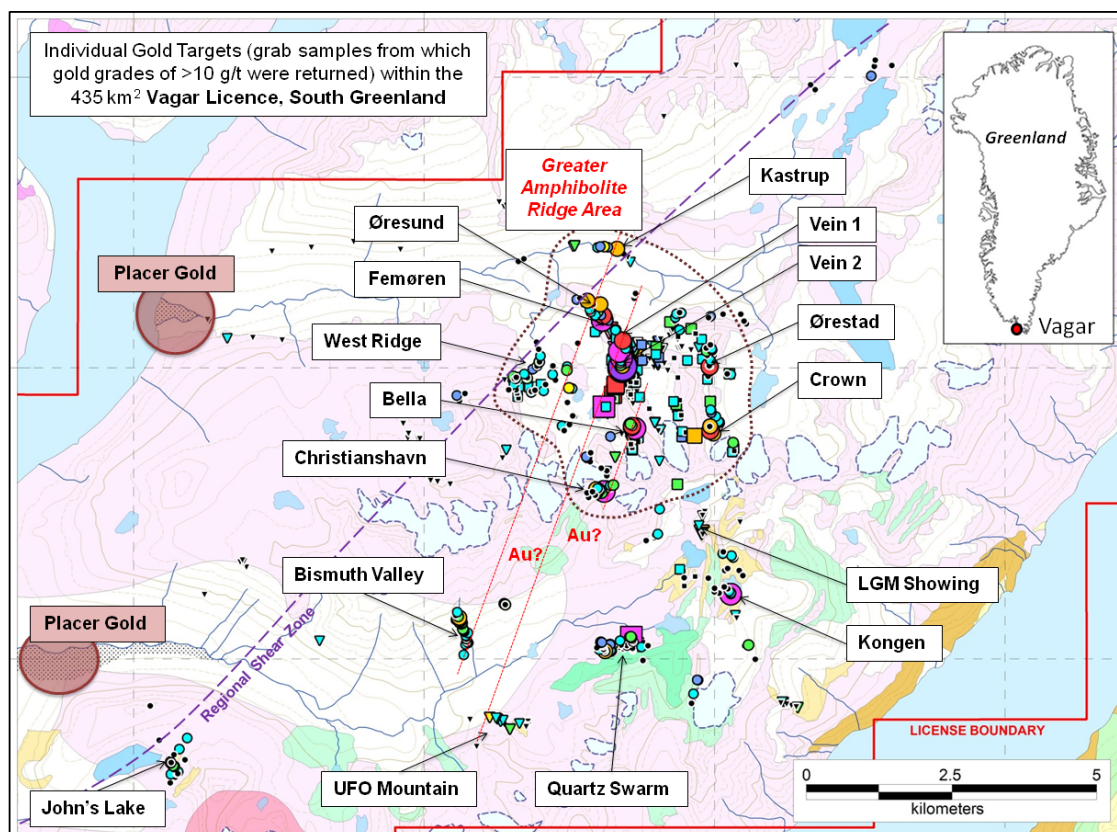 Individual Gold Targets (grab samples from which
gold grades of >10 g/t were returned) within the
435 km² Vagar Licence, South Greenland
Greenland
Vagar
Greater
Amphibolite
Ridge Area
Kastrup
Øresund
Vein 1
Femøren
Vein 2
Placer Gold
West Ridge
Ørestad
Bella
Crown
Christianshavn
Au?
Au?
Bismuth Valley
LGM Showing
Placer Gold
Kongen
Regional Shear Zone
LICENSE BOUNDARY
John's Lake
UFO Mountain
Quartz Swarm
0 2.5 5
kilometers